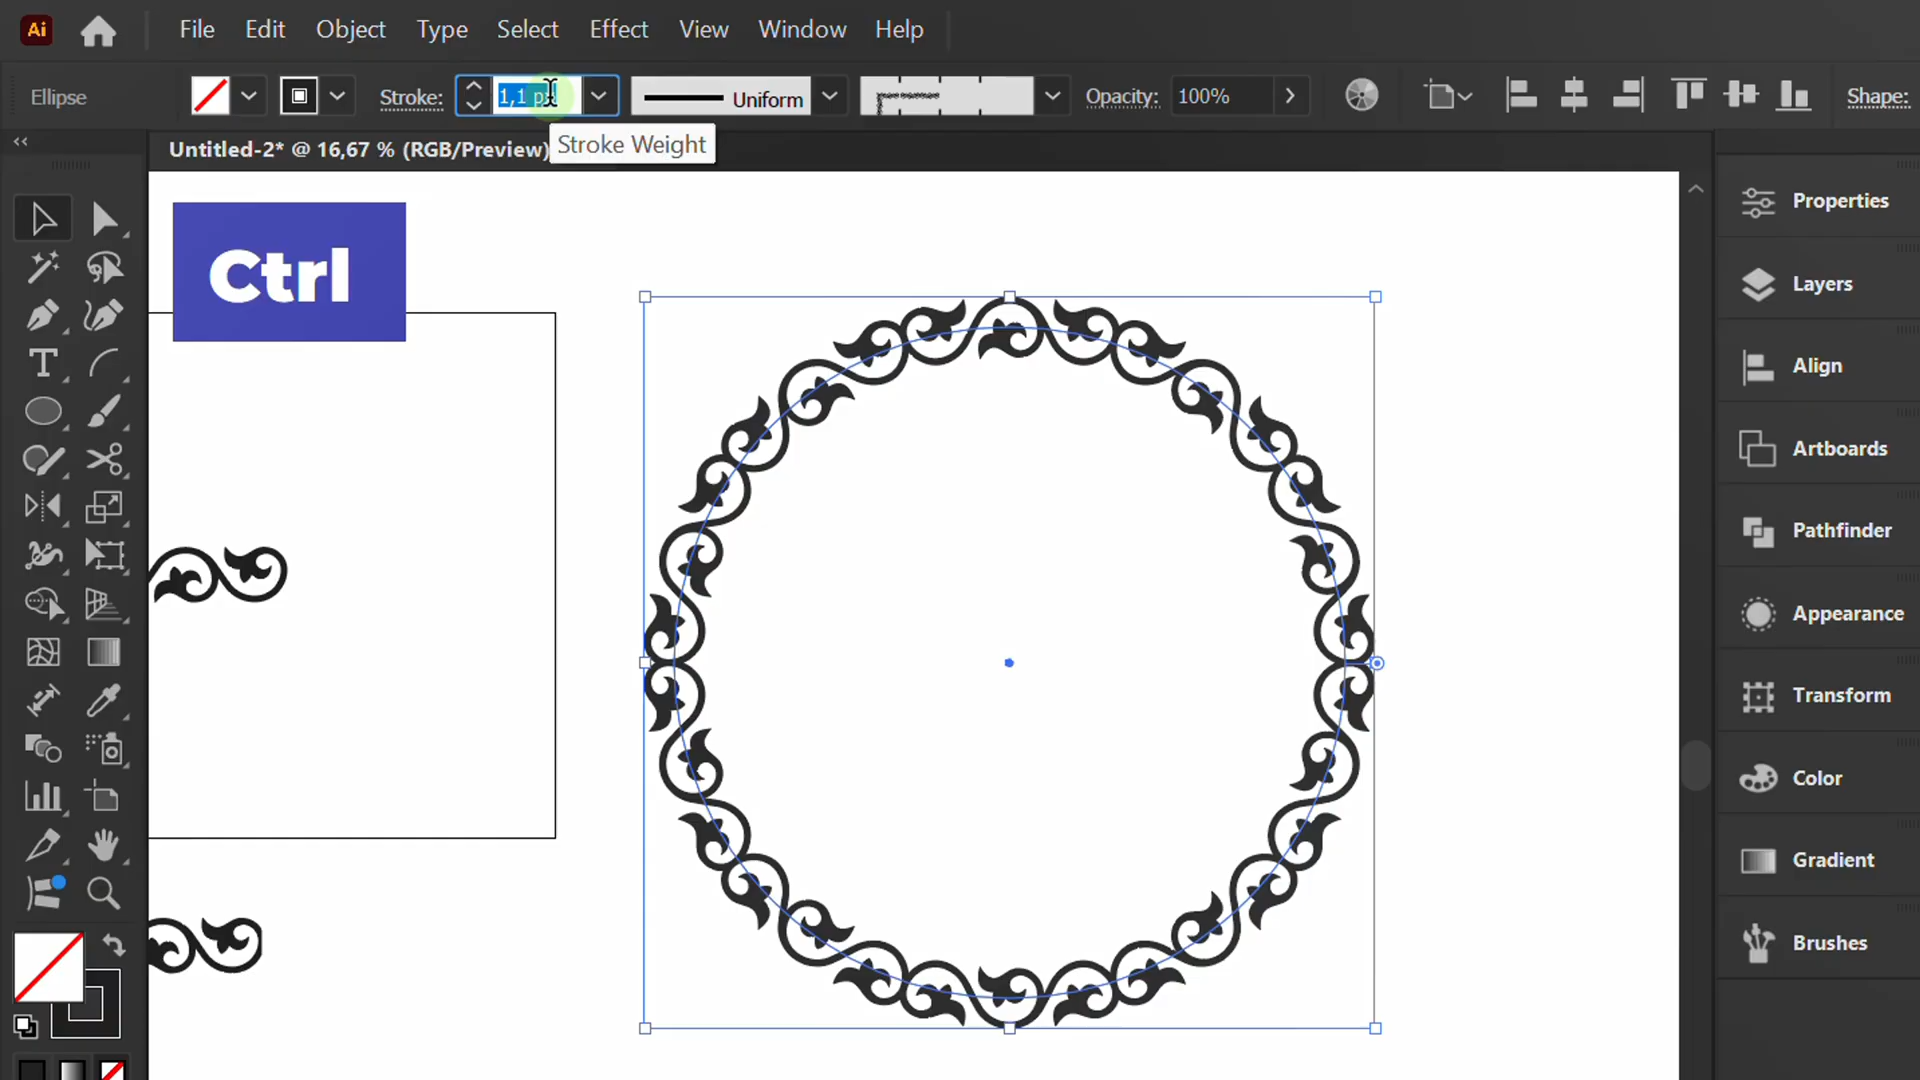 Ai File Edit Object Type Select Effect View Window Help
Ellipse Stroke: 1,1 px Uniform Opacity: 100% Shape:
Untitled-2* @ 16,67 % (RGB/Preview)
Stroke Weight
Ctrl
T
Properties
Layers
Align
Artboards
Pathfinder
Appearance
Transform
Color
Gradient
Brushes